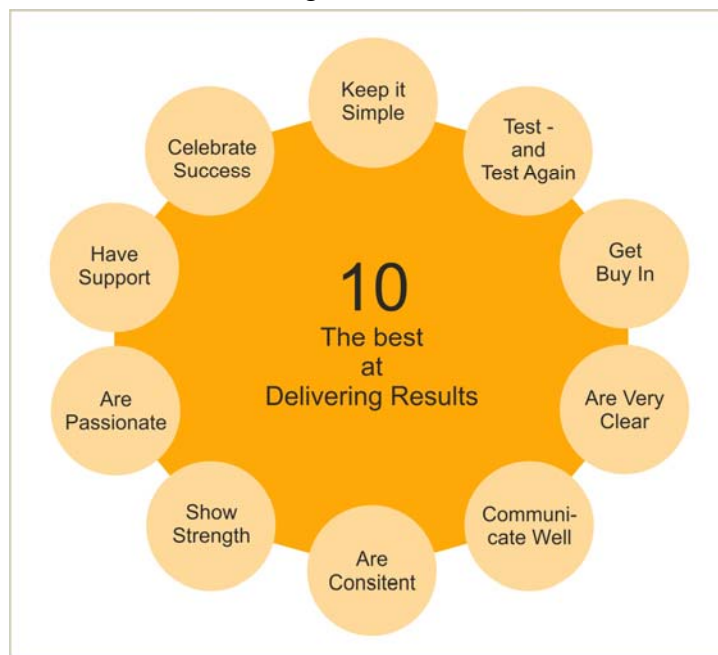 Keep it
Simple
Test -
and
Test Again
Get
Buy In
Are Very
Clear
Communi-
cate Well
Are
Consitent
Show
Strength
Are
Passionate
Have
Support
Celebrate
Success
10
The best
at
Delivering Results